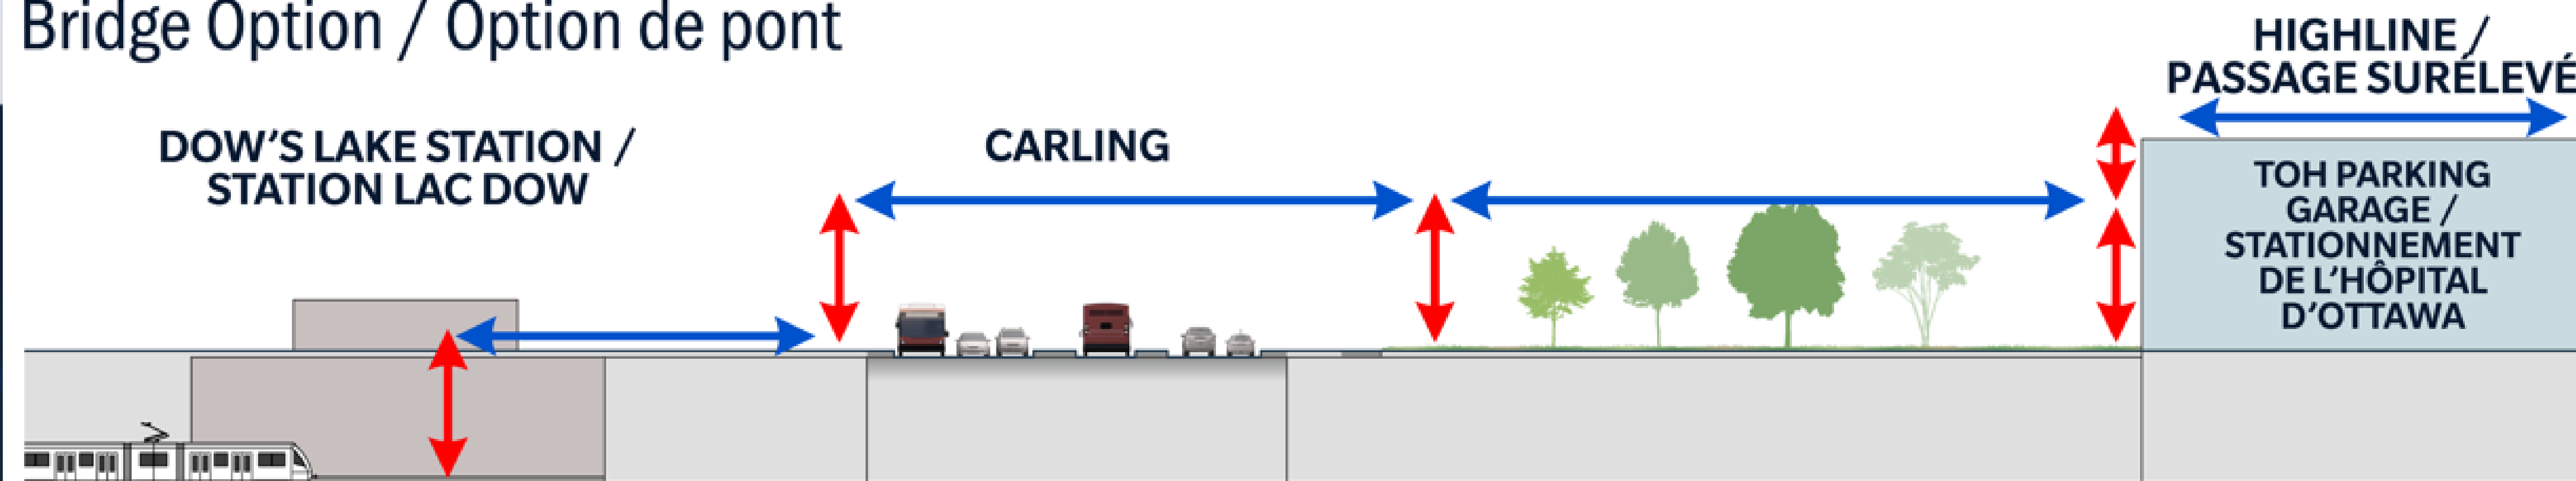 Bridge Option / Option de pont
HIGHLINE /
PASSAGE SURÉLEVÉ
DOW'S LAKE STATION /
STATION LAC DOW
CARLING
TOH PARKING
GARAGE /
STATIONNEMENT
DE L'HÔPITAL
D'OTTAWA